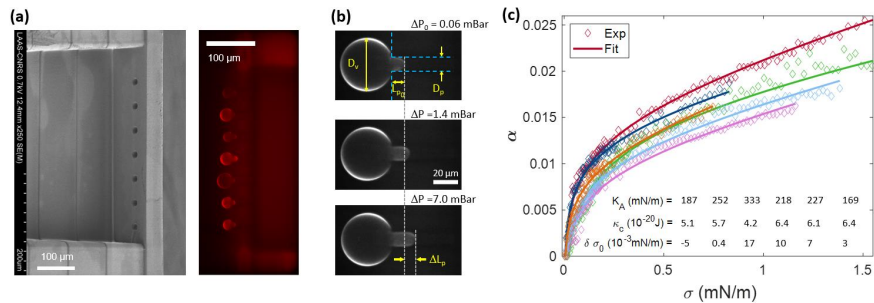 (a)
LAAS-CNRS 0.7kV 12.4mm x250 SE(M)
200um
100 µm
100 µm
(b)
ΔP0 = 0.06 mBar
Dv
Lp0
Dp
ΔP =1.4 mBar
20 µm
ΔP =7.0 mBar
ΔLp
(c)
0.025
0.02
0.015
0.01
0.005
0
α
Exp
Fit
KA (mN/m) 187 252 333 218 227 169
κc (10-20J) 5.1 5.7 4.2 6.4 6.1 6.4
δ σ0 (10-3mN/m) -5 0.4 17 10 7 3
0 0.5 1 1.5
σ (mN/m)